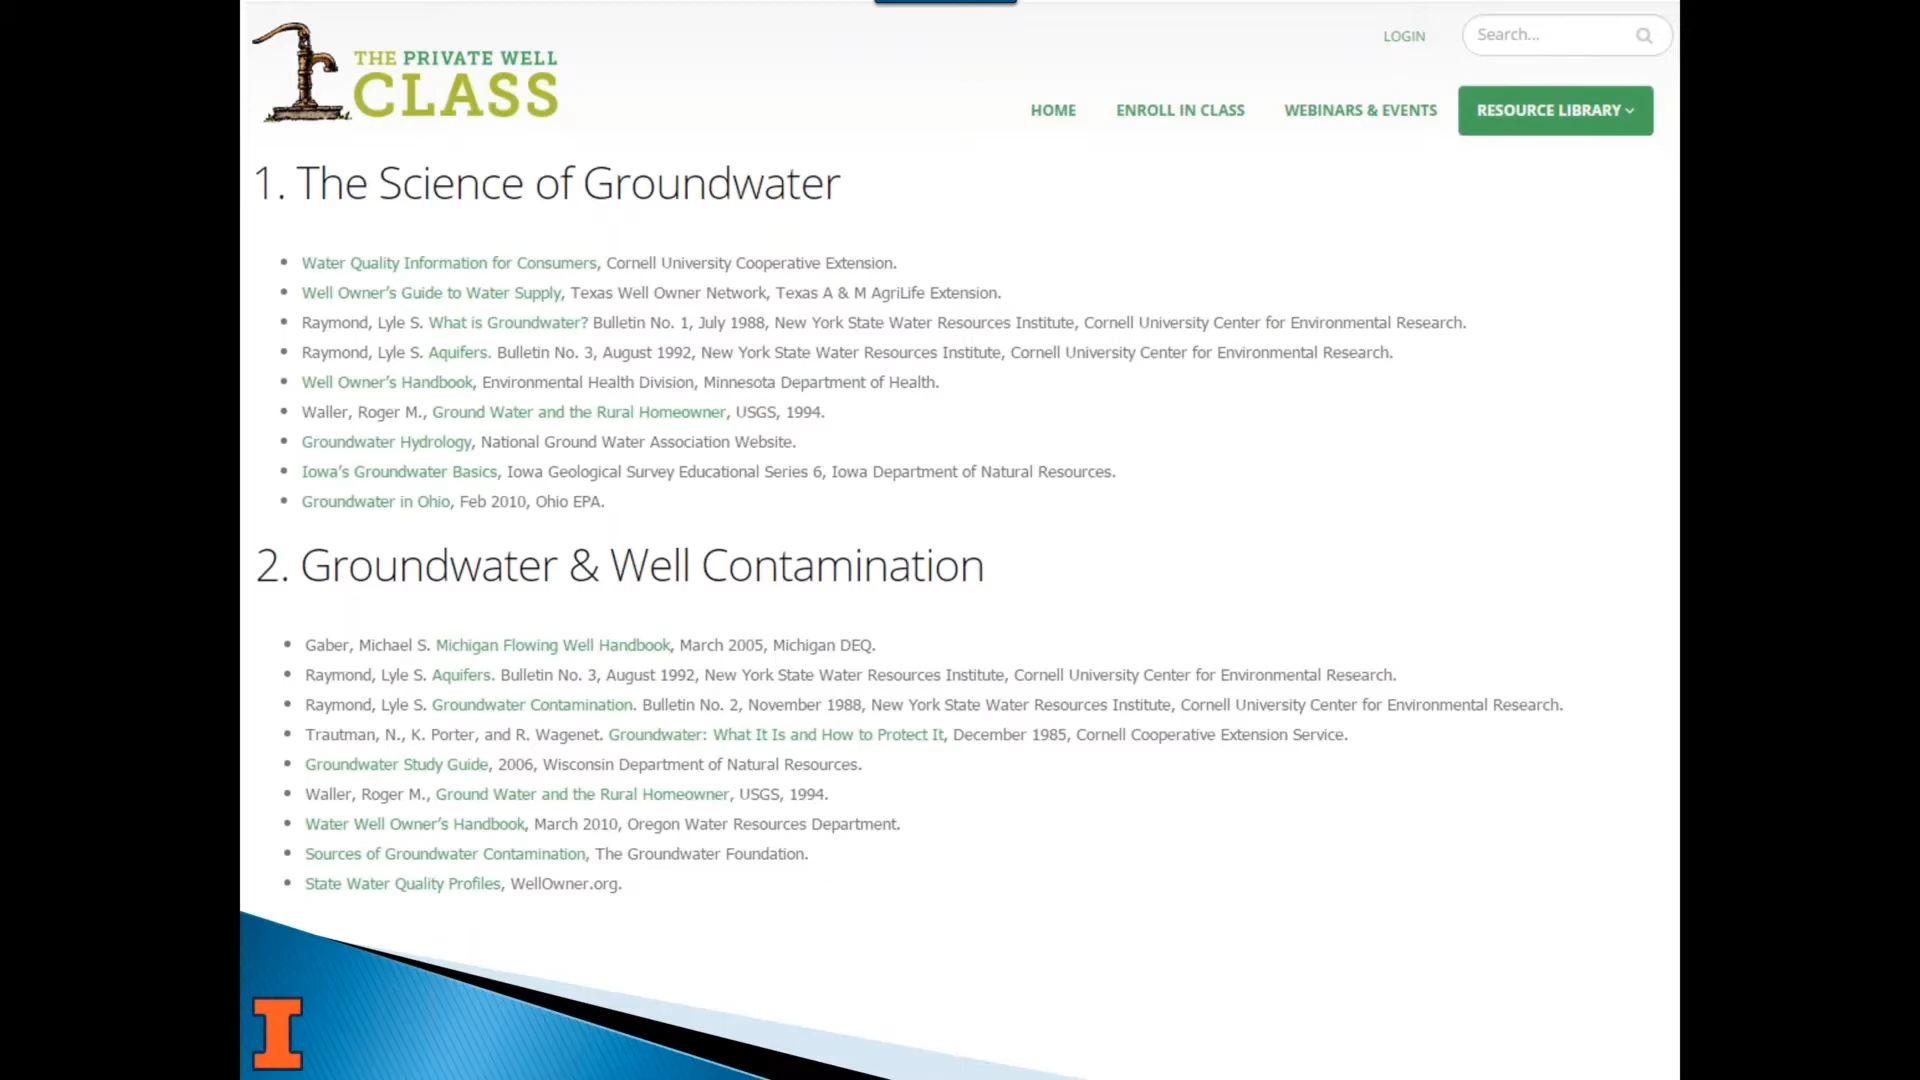 THE PRIVATE WELL
CLASS
LOGIN
Search...
HOME ENROLL IN CLASS WEBINARS & EVENTS RESOURCE LIBRARY
1. The Science of Groundwater
Water Quality Information for Consumers, Cornell University Cooperative Extension.
Well Owner's Guide to Water Supply, Texas Well Owner Network, Texas A & M AgriLife Extension.
Raymond, Lyle S. What is Groundwater? Bulletin No. 1, July 1988, New York State Water Resources Institute, Cornell University Center for Environmental Research.
Raymond, Lyle S. Aquifers. Bulletin No. 3, August 1992, New York State Water Resources Institute, Cornell University Center for Environmental Research.
Well Owner's Handbook, Environmental Health Division, Minnesota Department of Health.
Waller, Roger M., Ground Water and the Rural Homeowner, USGS, 1994.
Groundwater Hydrology, National Ground Water Association Website.
Iowa's Groundwater Basics, Iowa Geological Survey Educational Series 6, Iowa Department of Natural Resources.
Groundwater in Ohio, Feb 2010, Ohio EPA.
2. Groundwater & Well Contamination
Gaber, Michael S. Michigan Flowing Well Handbook, March 2005, Michigan DEQ.
Raymond, Lyle S. Aquifers. Bulletin No. 3, August 1992, New York State Water Resources Institute, Cornell University Center for Environmental Research.
Raymond, Lyle S. Groundwater Contamination. Bulletin No. 2, November 1988, New York State Water Resources Institute, Cornell University Center for Environmental Research.
Trautman, N., K. Porter, and R. Wagenet. Groundwater: What It Is and How to Protect It, December 1985, Cornell Cooperative Extension Service.
Groundwater Study Guide, 2006, Wisconsin Department of Natural Resources.
Waller, Roger M., Ground Water and the Rural Homeowner, USGS, 1994.
Water Well Owner's Handbook, March 2010, Oregon Water Resources Department.
Sources of Groundwater Contamination, The Groundwater Foundation.
State Water Quality Profiles, WellOwner.org.
I